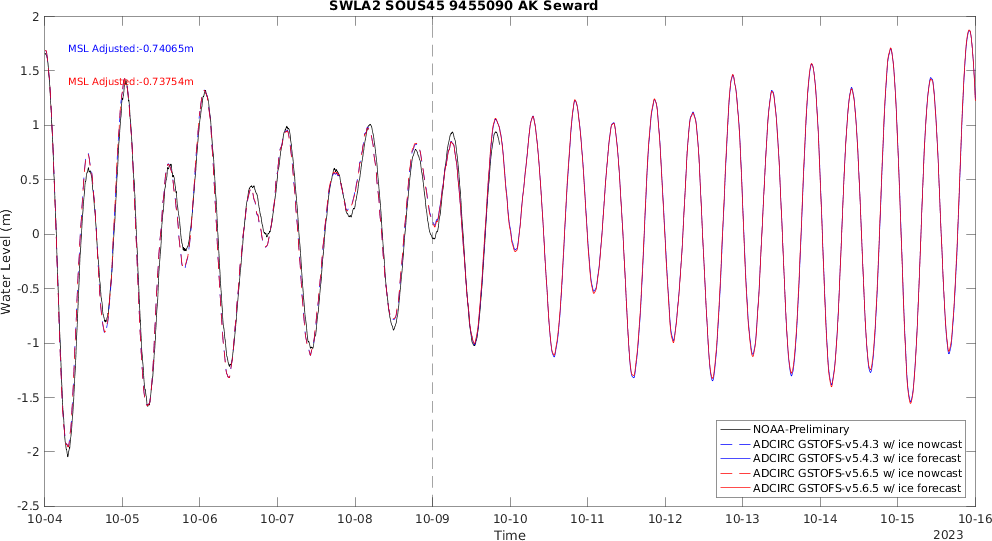 SWLA2 SOUS45 9455090 AK Seward
MSL Adjusted:-0.74065m
MSL Adjusted:-0.73754m
2
1.5
1
0.5
0
-0.5
-1
-1.5
-2
-2.5
Water Level (m)
NOAA-Preliminary
ADCIRC GSTOFS-v5.4.3 w/ ice nowcast
ADCIRC GSTOFS-v5.4.3 w/ ice forecast
ADCIRC GSTOFS-v5.6.5 w/ ice nowcast
ADCIRC GSTOFS-v5.6.5 w/ ice forecast
10-04 10-05 10-06 10-07 10-08 10-09 10-10 10-11 10-12 10-13 10-14 10-15 10-16
Time
2023